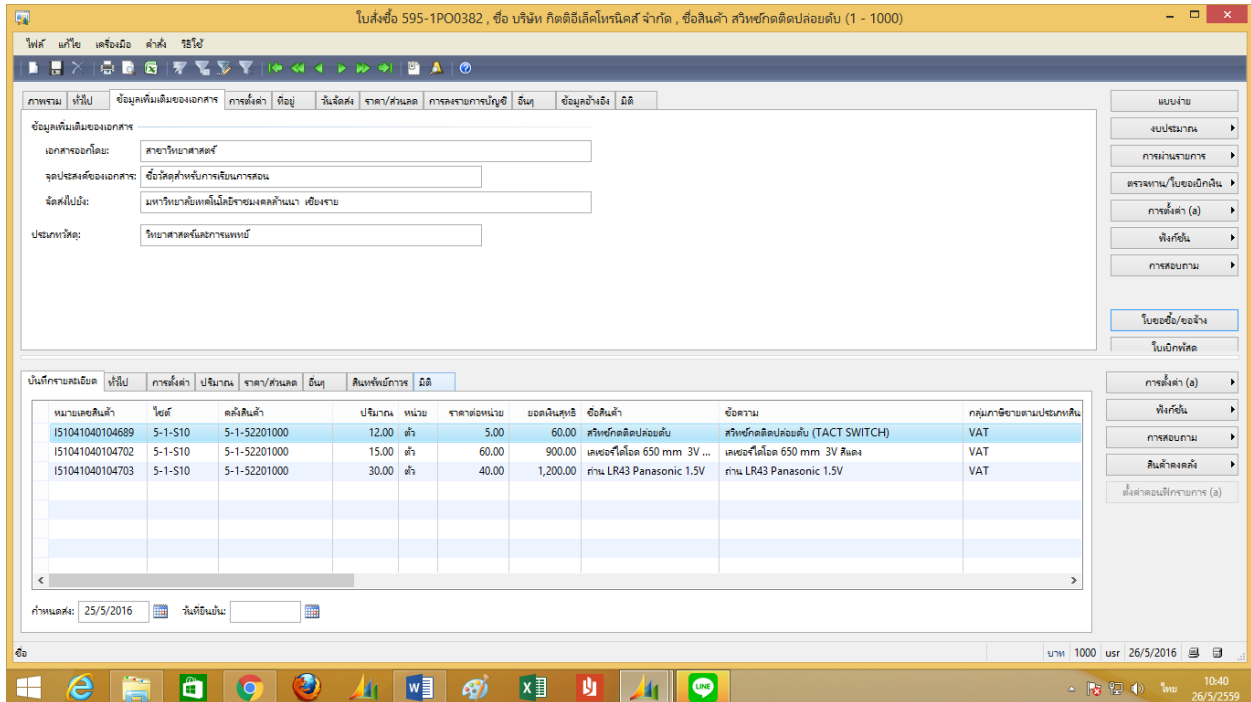 ใบสั่งซื้อ 595-1PO0382 , ชื่อ บริษัท กิตติอีเล็คโทรนิคส์ จำกัด , ชื่อสินค้า สวิทซ์กดติดปล่อยดับ (1 - 1000)
ไฟล์ แก้ไข เครื่องมือ คำสั่ง วิธีใช้
ภาพรวม ทั่วไป ข้อมูลเพิ่มเติมของเอกสาร การตั้งค่า ที่อยู่ วันจัดส่ง ราคา/ส่วนลด การลงรายการบัญชี อื่นๆ ข้อมูลอ้างอิง มิติ
แบบง่าย
ข้อมูลเพิ่มเติมของเอกสาร
งบประมาณ
เอกสารออกโดย: สาขาวิทยาศาสตร์
การผ่านรายการ
จุดประสงค์ของเอกสาร: ซื้อวัสดุสำหรับการเรียนการสอน
ตรวจทาน/ใบขอเบิกเงิน
จัดส่งไปยัง: มหาวิทยาลัยเทคโนโลยีราชมงคลล้านนา เชียงราย
การตั้งค่า (a)
ประเภทวัสดุ: วิทยาศาสตร์และการแพทย์
ฟังก์ชัน
การสอบถาม
ใบขอซื้อ/ขอจ้าง
ใบเบิกพัสดุ
บันทึกรายละเอียด ทั่วไป การตั้งค่า ปริมาณ ราคา/ส่วนลด อื่นๆ สินทรัพย์ถาวร มิติ
การตั้งค่า (a)
หมายเลขสินค้า ไซต์ คลังสินค้า ปริมาณ หน่วย ราคาต่อหน่วย ยอดเงินสุทธิ ชื่อสินค้า ข้อความ กลุ่มภาษีขายตามประเภทสิน
ฟังก์ชัน
I51041040104689 5-1-S10 5-1-52201000 12.00 ตัว 5.00 60.00 สวิทซ์กดติดปล่อยดับ สวิทซ์กดติดปล่อยดับ (TACT SWITCH) VAT
การสอบถาม
I51041040104702 5-1-S10 5-1-52201000 15.00 ตัว 60.00 900.00 เลเซอร์ไดโอด 650 mm 3V ... เลเซอร์ไดโอด 650 mm 3V สีแดง VAT
สินค้าคงคลัง
I51041040104703 5-1-S10 5-1-52201000 30.00 ตัว 40.00 1,200.00 ถ่าน LR43 Panasonic 1.5V ถ่าน LR43 Panasonic 1.5V VAT
ตั้งค่าคอนฟิกรายการ (a)
กำหนดส่ง: 25/5/2016 วันที่ยืนยัน:
ชื่อ บาท 1000 usr 26/5/2016
LINE ไทย 10:40
26/5/2559